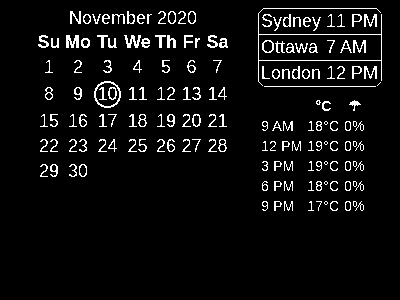 November 2020
Su Mo Tu We Th Fr Sa
1 2 3 4 5 6 7
8 9 10 11 12 13 14
15 16 17 18 19 20 21
22 23 24 25 26 27 28
29 30
Sydney 11 PM
Ottawa 7 AM
London 12 PM
°C
9 AM 18°C 0%
12 PM 19°C 0%
3 PM 19°C 0%
6 PM 18°C 0%
9 PM 17°C 0%